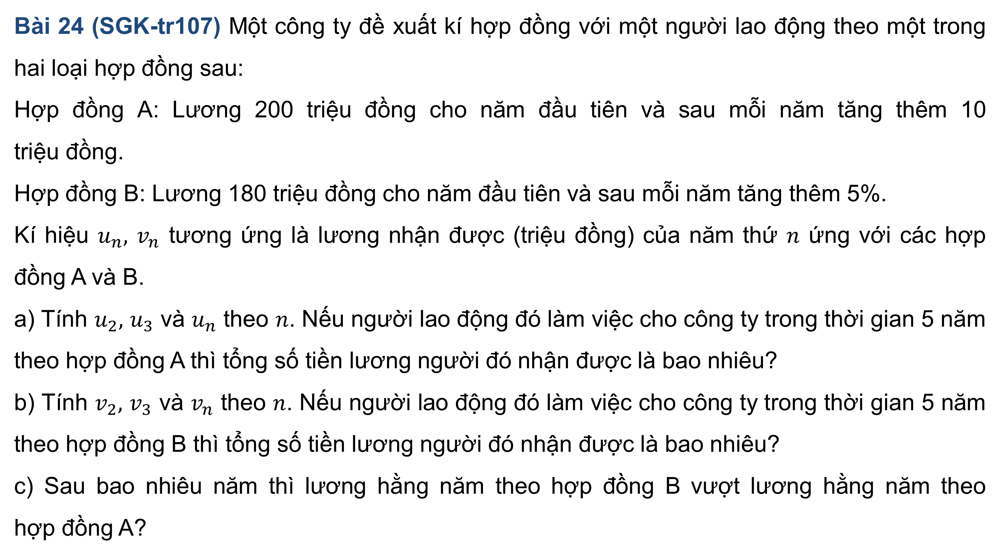 Bài 24 (SGK-tr107) Một công ty đề xuất kí hợp đồng với một người lao động theo một trong
hai loại hợp đồng sau:
Hợp đồng A: Lương 200 triệu đồng cho năm đầu tiên và sau mỗi năm tăng thêm 10
triệu đồng.
Hợp đồng B: Lương 180 triệu đồng cho năm đầu tiên và sau mỗi năm tăng thêm 5%.
Kí hiệu uₙ, vₙ tương ứng là lương nhận được (triệu đồng) của năm thứ n ứng với các hợp
đồng A và B.
a) Tính u₂, u₃ và uₙ theo n. Nếu người lao động đó làm việc cho công ty trong thời gian 5 năm
theo hợp đồng A thì tổng số tiền lương người đó nhận được là bao nhiêu?
b) Tính v₂, v₃ và vₙ theo n. Nếu người lao động đó làm việc cho công ty trong thời gian 5 năm
theo hợp đồng B thì tổng số tiền lương người đó nhận được là bao nhiêu?
c) Sau bao nhiêu năm thì lương hằng năm theo hợp đồng B vượt lương hằng năm theo
hợp đồng A?